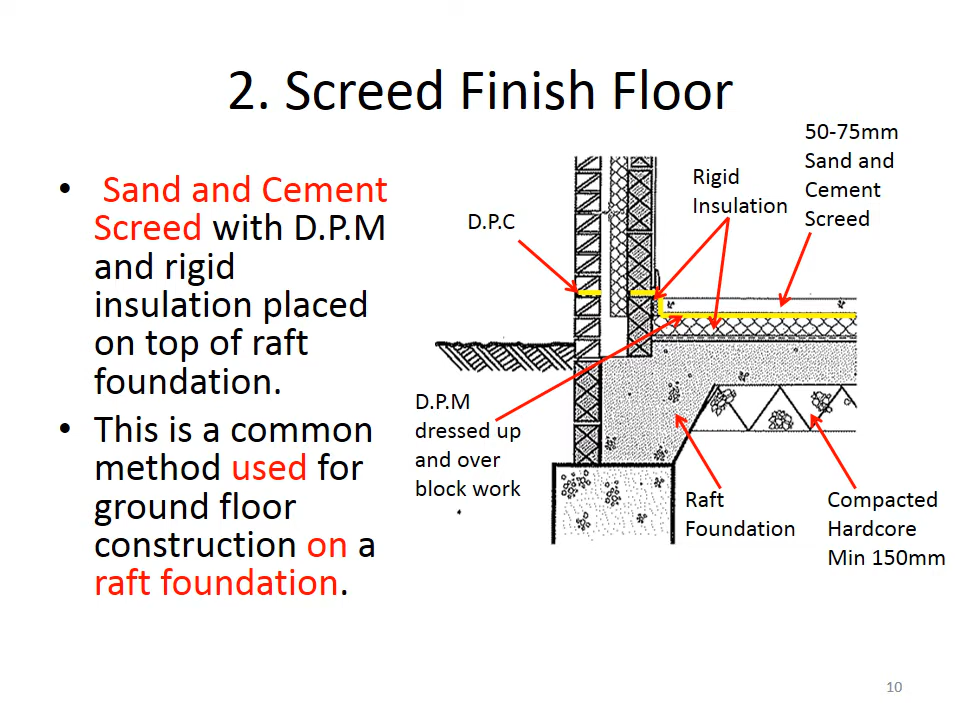 2. Screed Finish Floor
• Sand and Cement
Screed with D.P.M
and rigid
insulation placed
on top of raft
foundation.
• This is a common
method used for
ground floor
construction on a
raft foundation.
D.P.C
Rigid
Insulation
50-75mm
Sand and
Cement
Screed
D.P.M
dressed up
and over
block work
Raft
Foundation
Compacted
Hardcore
Min 150mm
10